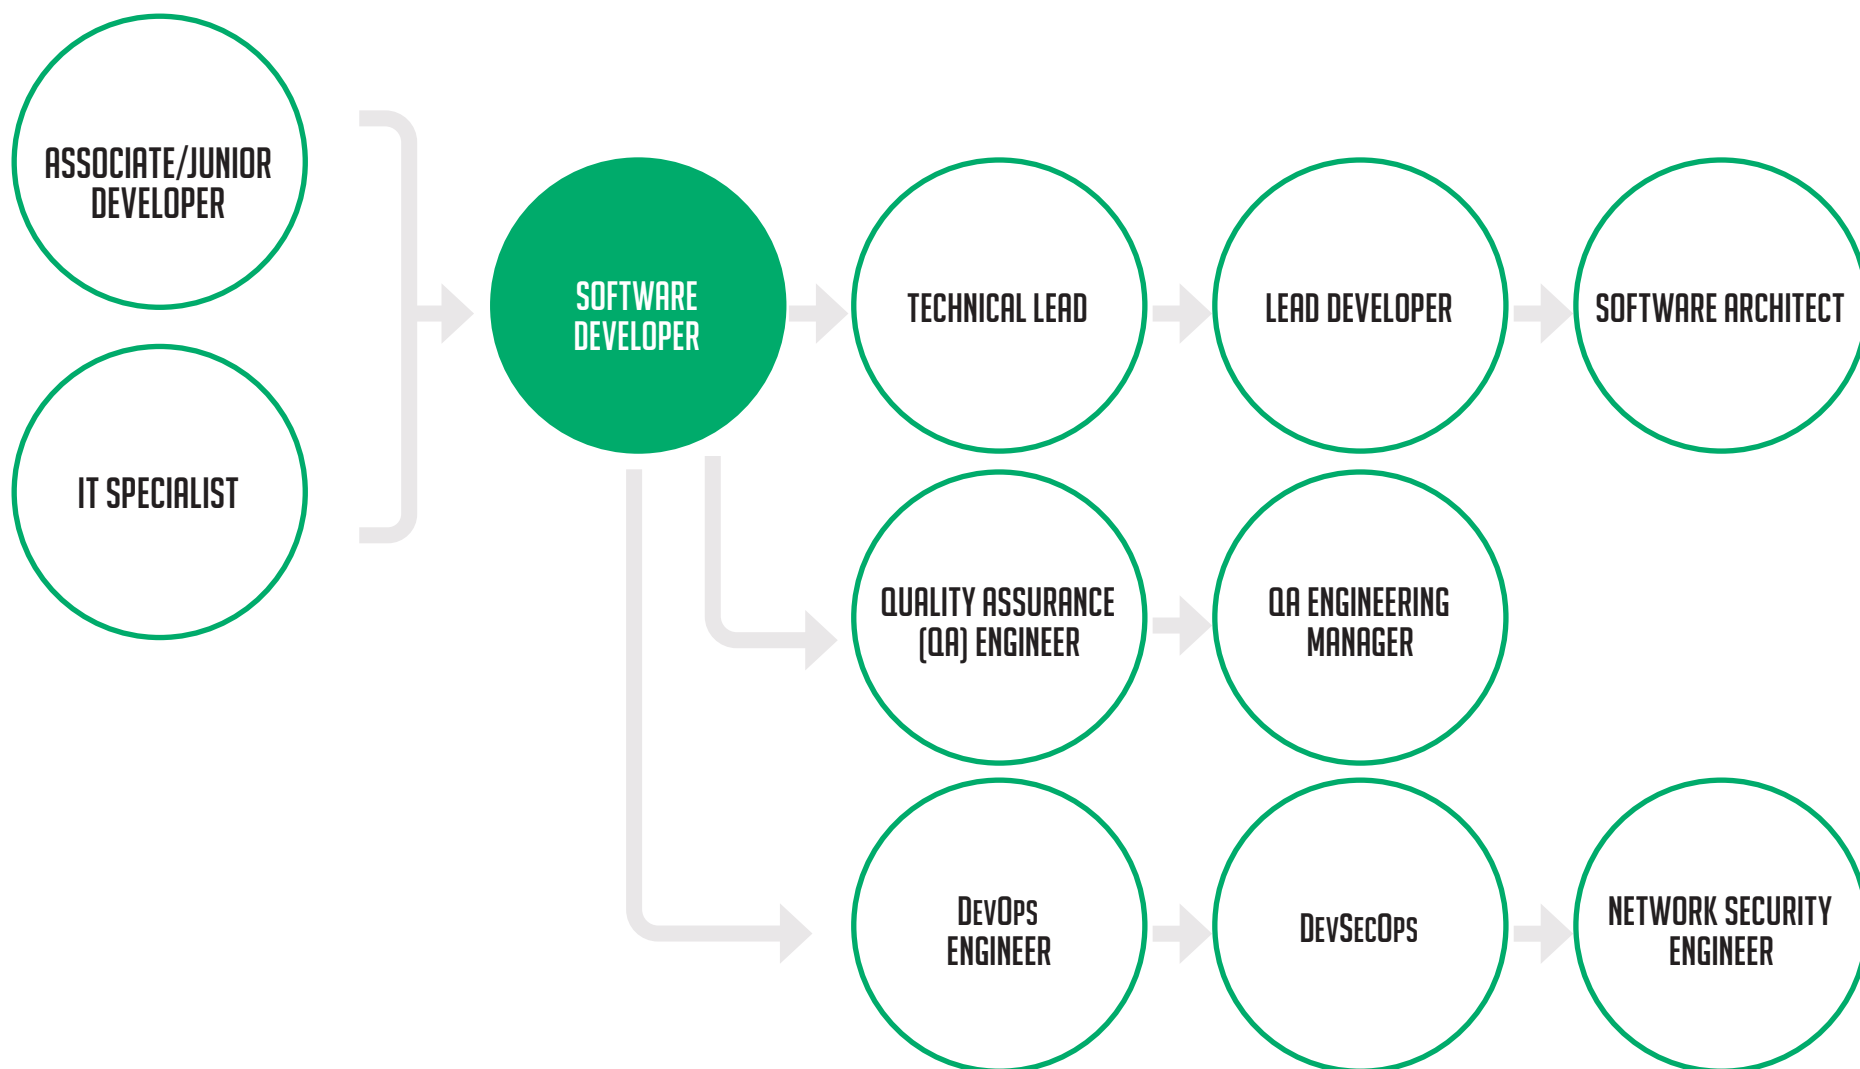 ASSOCIATE/JUNIOR
DEVELOPER
IT SPECIALIST
SOFTWARE
DEVELOPER
TECHNICAL LEAD
LEAD DEVELOPER
SOFTWARE ARCHITECT
QUALITY ASSURANCE
(QA) ENGINEER
QA ENGINEERING
MANAGER
DevOps
ENGINEER
DevSecOps
NETWORK SECURITY
ENGINEER